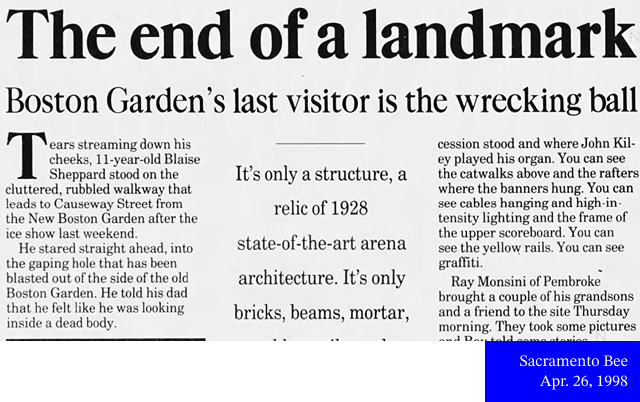 The end of a landmark
Boston Garden's last visitor is the wrecking ball
Tears streaming down his
cheeks, 11-year-old Blaise
Sheppard stood on the
cluttered, rubbled walkway that
leads to Causeway Street from
the New Boston Garden after the
ice show last weekend.
He stared straight ahead, into
the gaping hole that has been
blasted out of the side of the old
Boston Garden. He told his dad
that he felt like he was looking
inside a dead body.
It's only a structure, a
relic of 1928
state-of-the-art arena
architecture. It's only
bricks, beams, mortar,
cession stood and where John Kil-
ey played his organ. You can see
the catwalks above and the rafters
where the banners hung. You can
see cables hanging and high-in-
tensity lighting and the frame of
the upper scoreboard. You can
see the yellow rails. You can see
graffiti.
Ray Monsini of Pembroke
brought a couple of his grandsons
and a friend to the site Thursday
morning. They took some pictures
and Ray told some stories
Sacramento Bee
Apr. 26, 1998